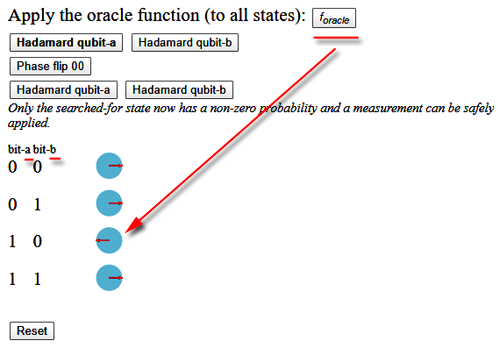 Apply the oracle function (to all states): foracle
Hadamard qubit-a Hadamard qubit-b
Phase flip 00
Hadamard qubit-a Hadamard qubit-b
Only the searched-for state now has a non-zero probability and a measurement can be safely
applied.
bit-a bit-b
0 0
0 1
1 0
1 1
Reset